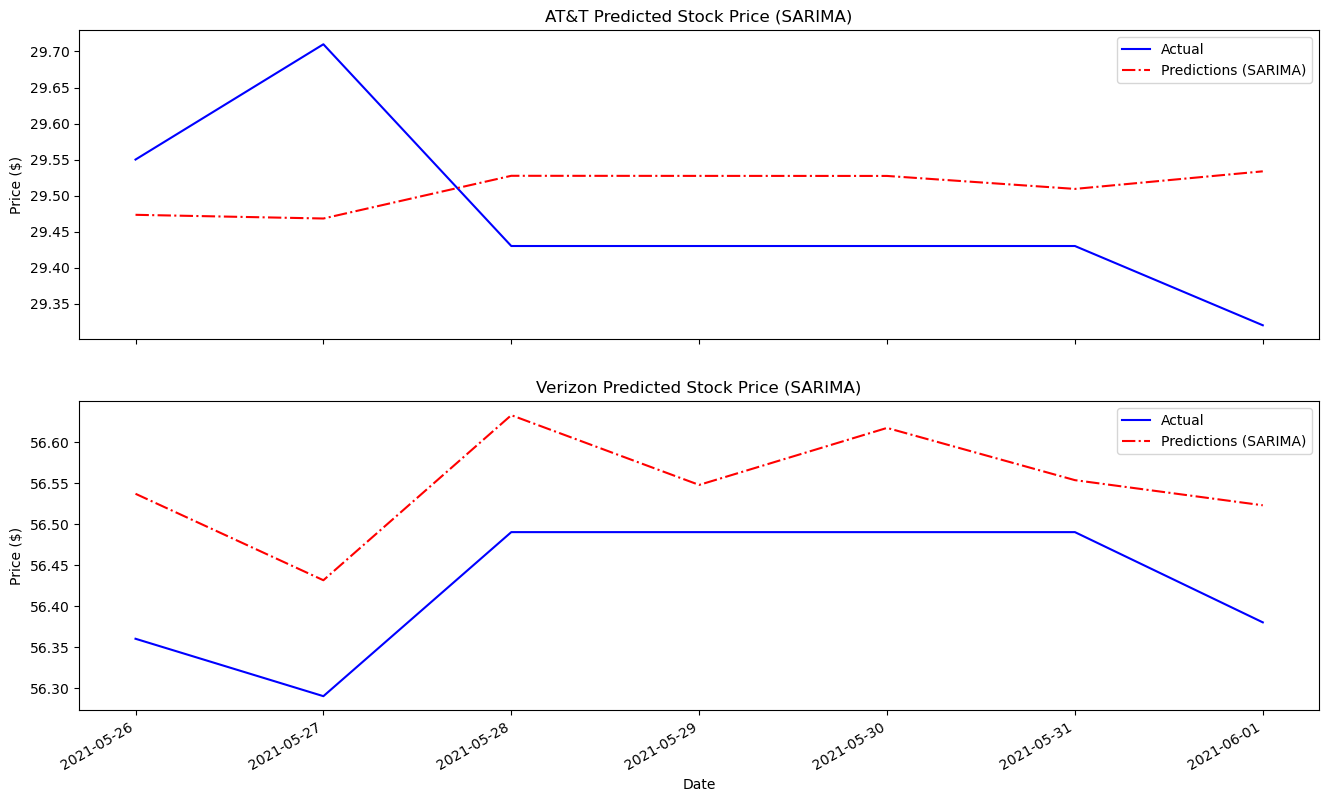 AT&T Predicted Stock Price (SARIMA)
Price ($)
29.70
29.65
29.60
29.55
29.50
29.45
29.40
29.35
Actual
Predictions (SARIMA)
Verizon Predicted Stock Price (SARIMA)
Price ($)
56.60
56.55
56.50
56.45
56.40
56.35
56.30
Actual
Predictions (SARIMA)
2021-05-26
2021-05-27
2021-05-28
2021-05-29
2021-05-30
2021-05-31
2021-06-01
Date